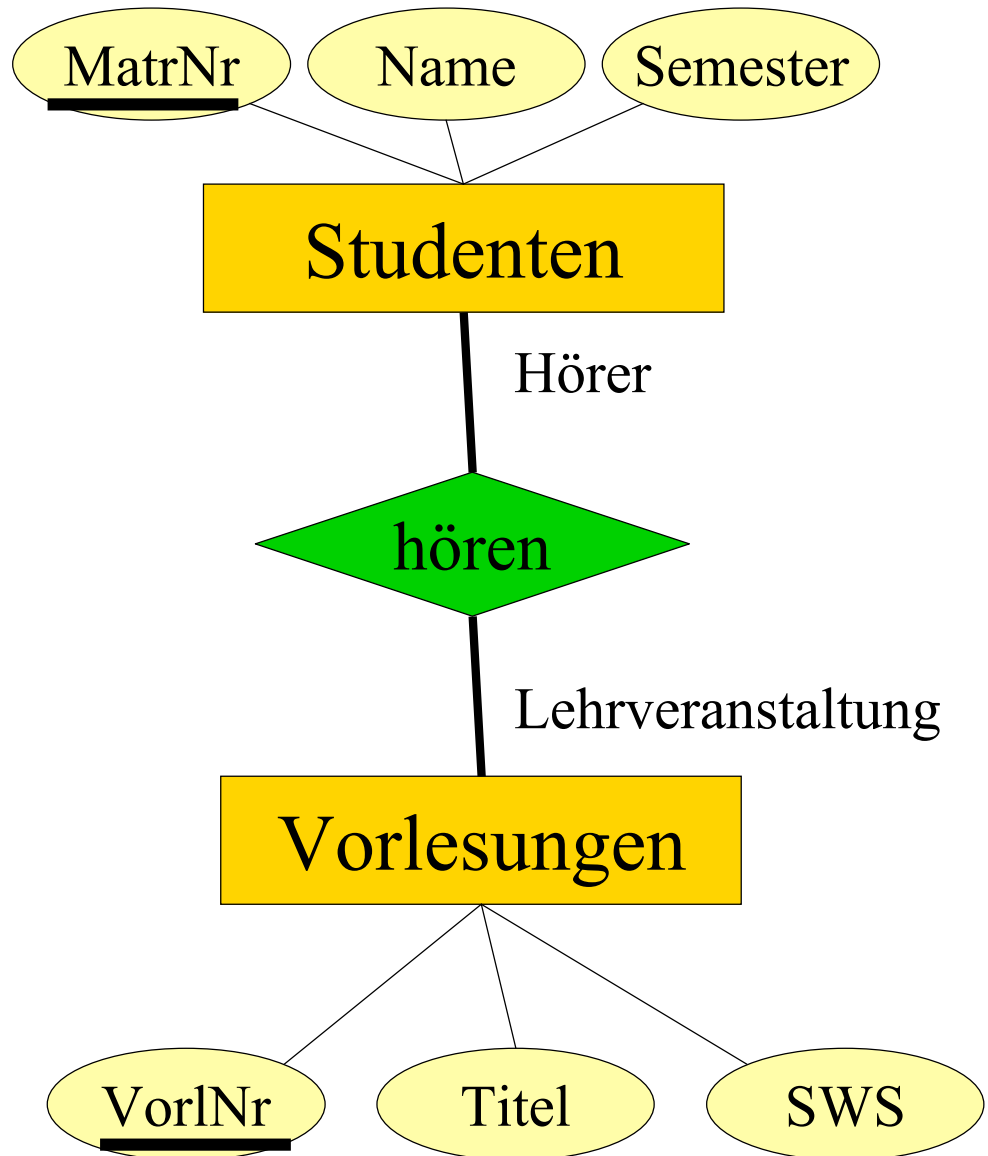 MatrNr Name Semester
Studenten
Hörer
hören
Lehrveranstaltung
Vorlesungen
VorlNr Titel SWS